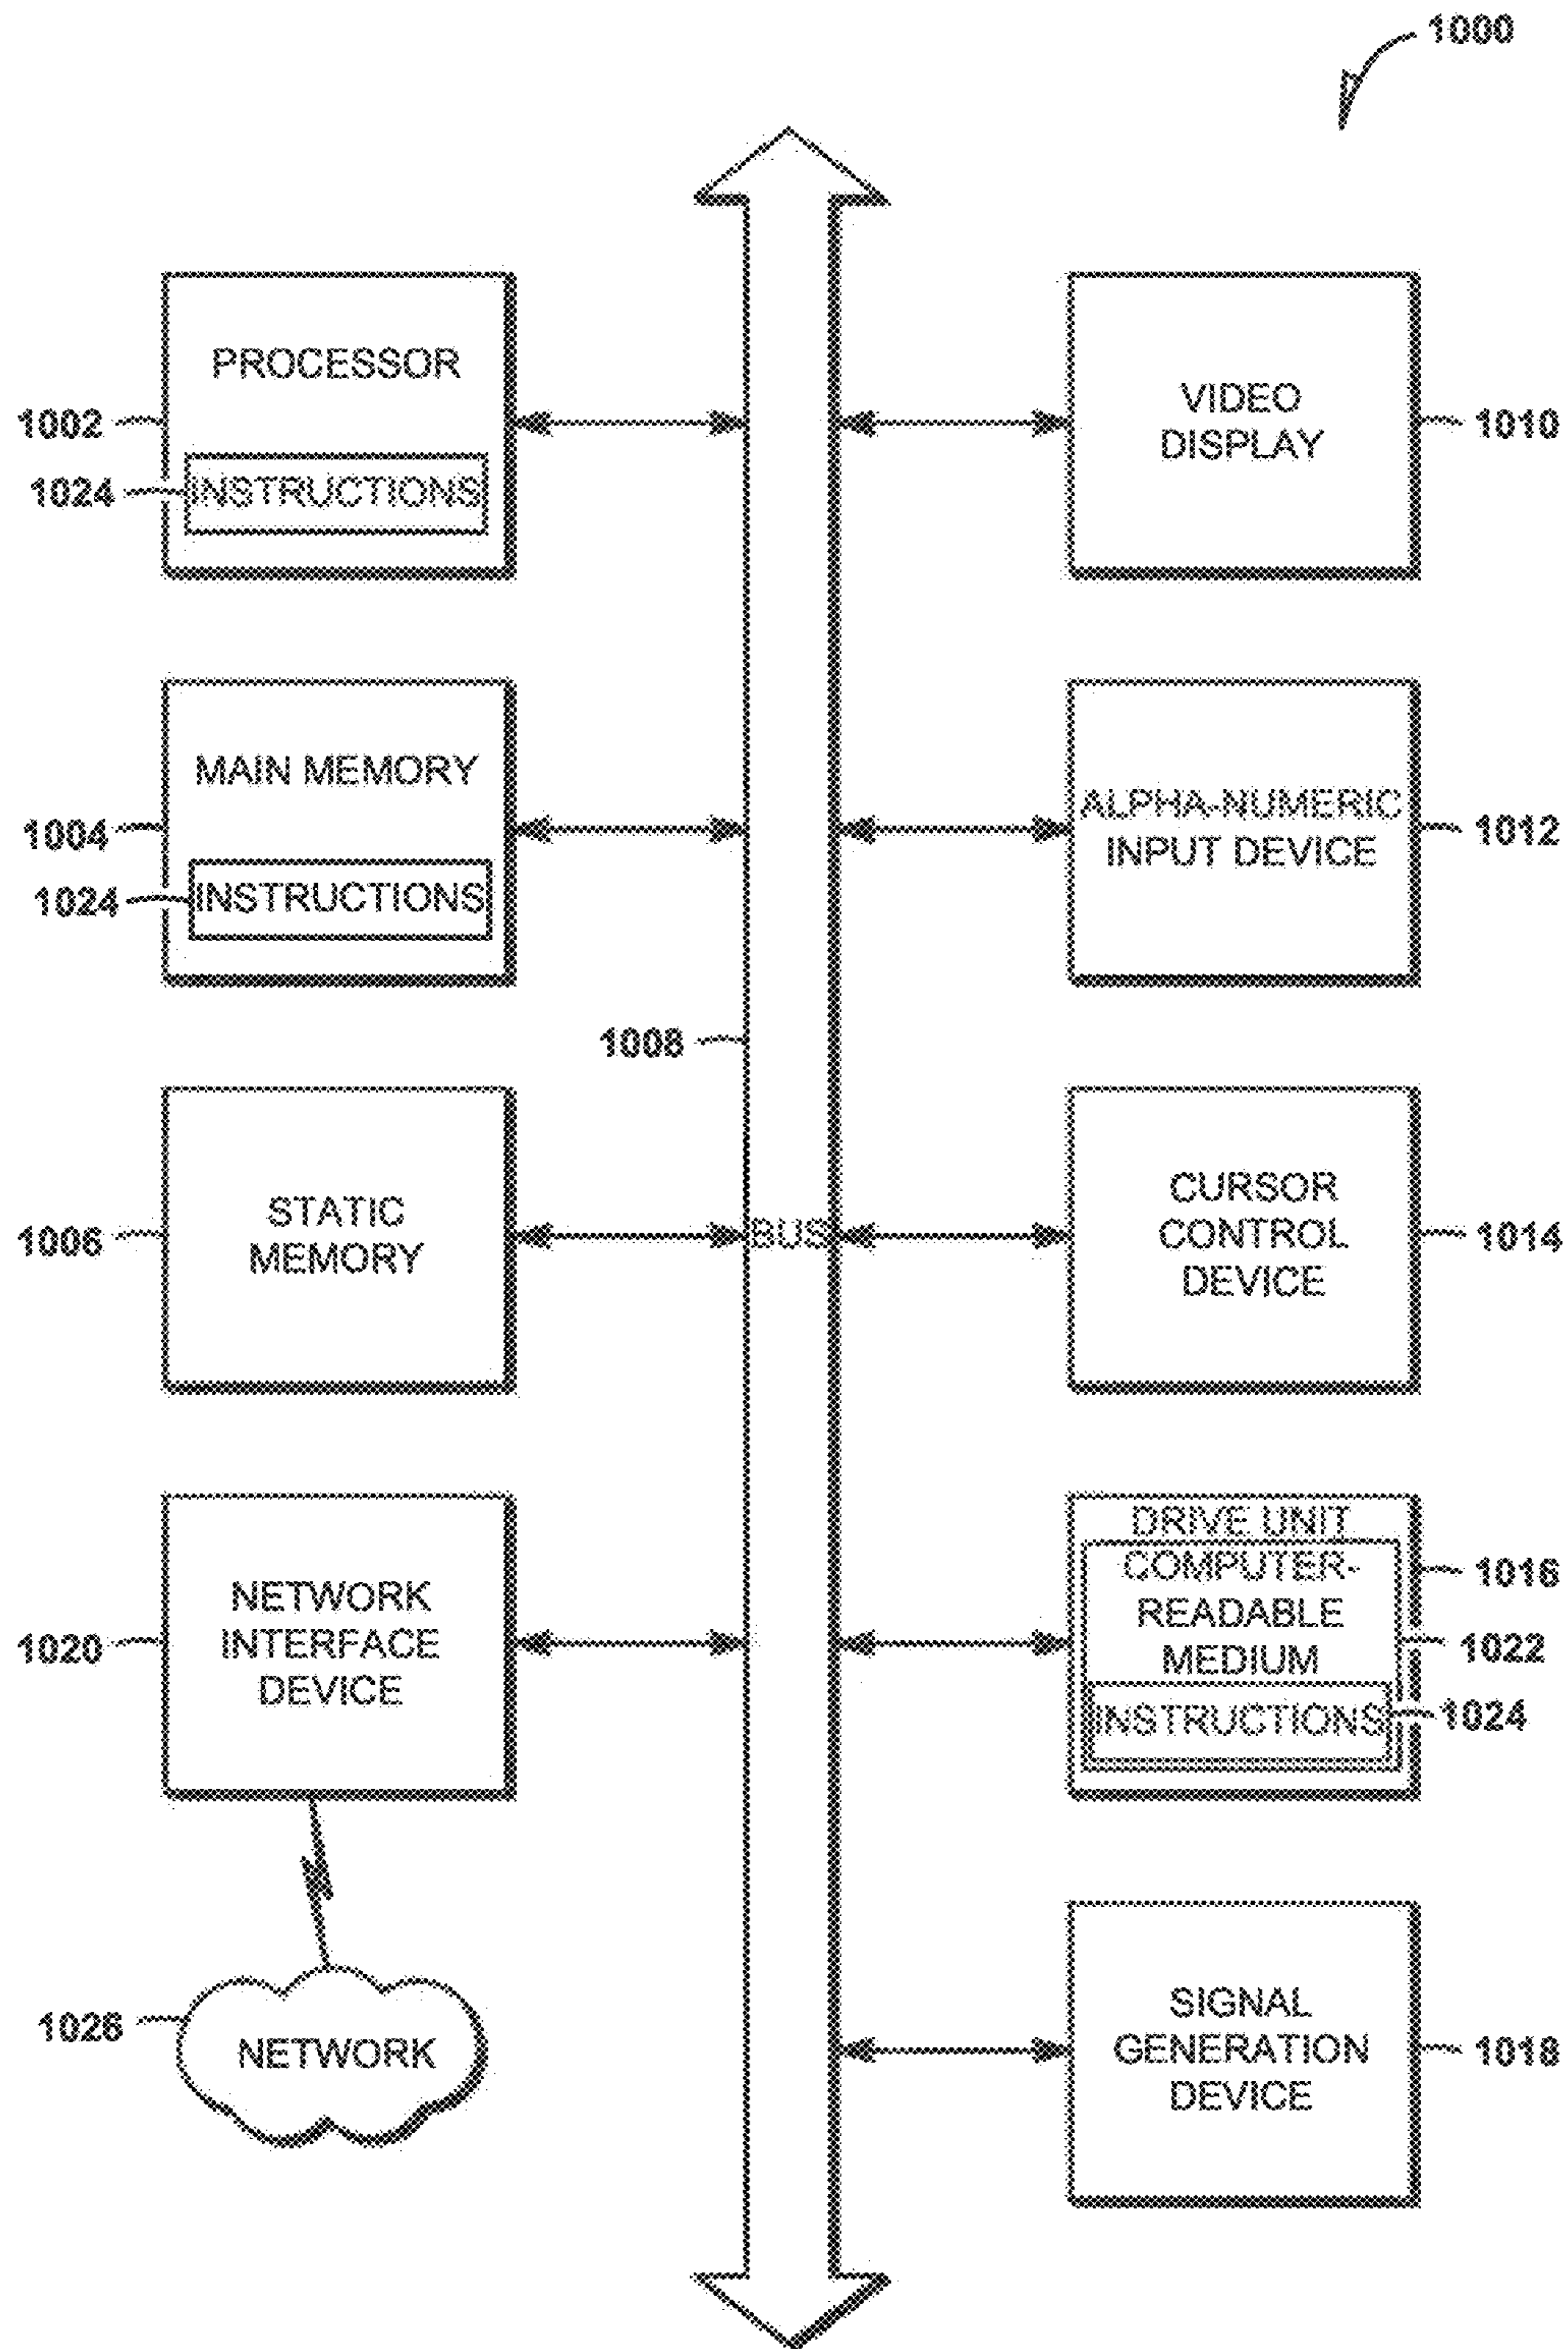 1000
PROCESSOR
1002
1024
INSTRUCTIONS
VIDEO
DISPLAY
1010
MAIN MEMORY
1004
1024
INSTRUCTIONS
ALPHA-NUMERIC
INPUT DEVICE
1012
1008
STATIC
MEMORY
1006
BUS
CURSOR
CONTROL
DEVICE
1014
NETWORK
INTERFACE
DEVICE
1020
DRIVE UNIT
COMPUTER-
READABLE
MEDIUM
INSTRUCTIONS
1016
1022
1024
1026
NETWORK
SIGNAL
GENERATION
DEVICE
1018